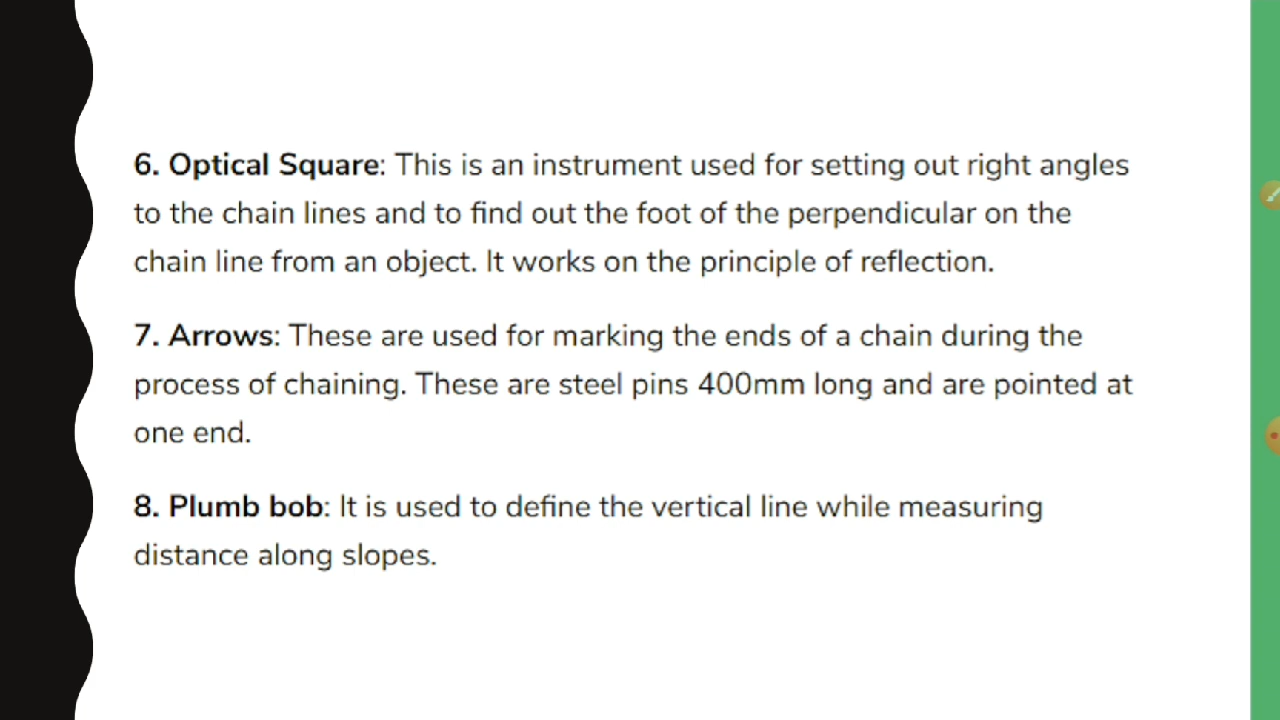 6. Optical Square: This is an instrument used for setting out right angles
to the chain lines and to find out the foot of the perpendicular on the
chain line from an object. It works on the principle of reflection.
7. Arrows: These are used for marking the ends of a chain during the
process of chaining. These are steel pins 400mm long and are pointed at
one end.
8. Plumb bob: It is used to define the vertical line while measuring
distance along slopes.